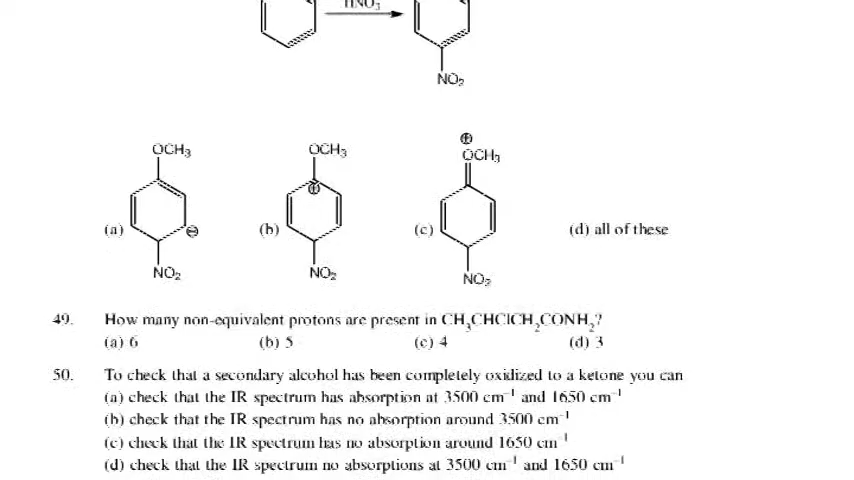 HNO₃
NO₂
⊕
OCH₃ OCH₃ OCH₃
⊕
(a) ⊖ (b) (c) (d) all of these
NO₂ NO₂ NO₂
49. How many non-equivalent protons are present in CH₃CHClCH₂CONH₂?
(a) 6 (b) 5 (c) 4 (d) 3
50. To check that a secondary alcohol has been completely oxidized to a ketone you can
(a) check that the IR spectrum has absorption at 3500 cm⁻¹ and 1650 cm⁻¹
(b) check that the IR spectrum has no absorption around 3500 cm⁻¹
(c) check that the IR spectrum has no absorption around 1650 cm⁻¹
(d) check that the IR spectrum no absorptions at 3500 cm⁻¹ and 1650 cm⁻¹